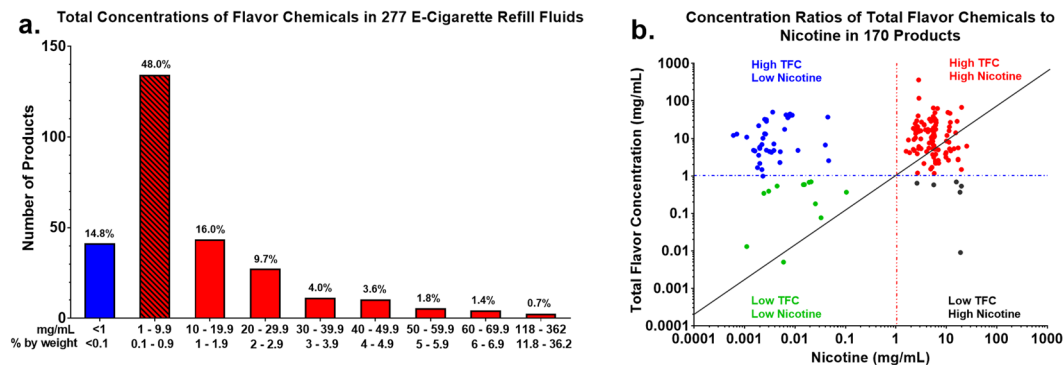 a.
Total Concentrations of Flavor Chemicals in 277 E-Cigarette Refill Fluids
Number of Products
150
100
50
0
14.8%
48.0%
16.0%
9.7%
4.0%
3.6%
1.8%
1.4%
0.7%
mg/mL <1 1 - 9.9 10 - 19.9 20 - 29.9 30 - 39.9 40 - 49.9 50 - 59.9 60 - 69.9 118 - 362
% by weight <0.1 0.1 - 0.9 1 - 1.9 2 - 2.9 3 - 3.9 4 - 4.9 5 - 5.9 6 - 6.9 11.8 - 36.2
b.
Concentration Ratios of Total Flavor Chemicals to
Nicotine in 170 Products
Total Flavor Concentration (mg/mL)
1000
100
10
1
0.1
0.01
0.001
0.0001
High TFC
Low Nicotine
High TFC
High Nicotine
Low TFC
Low Nicotine
Low TFC
High Nicotine
0.0001 0.001 0.01 0.1 1 10 100 1000
Nicotine (mg/mL)